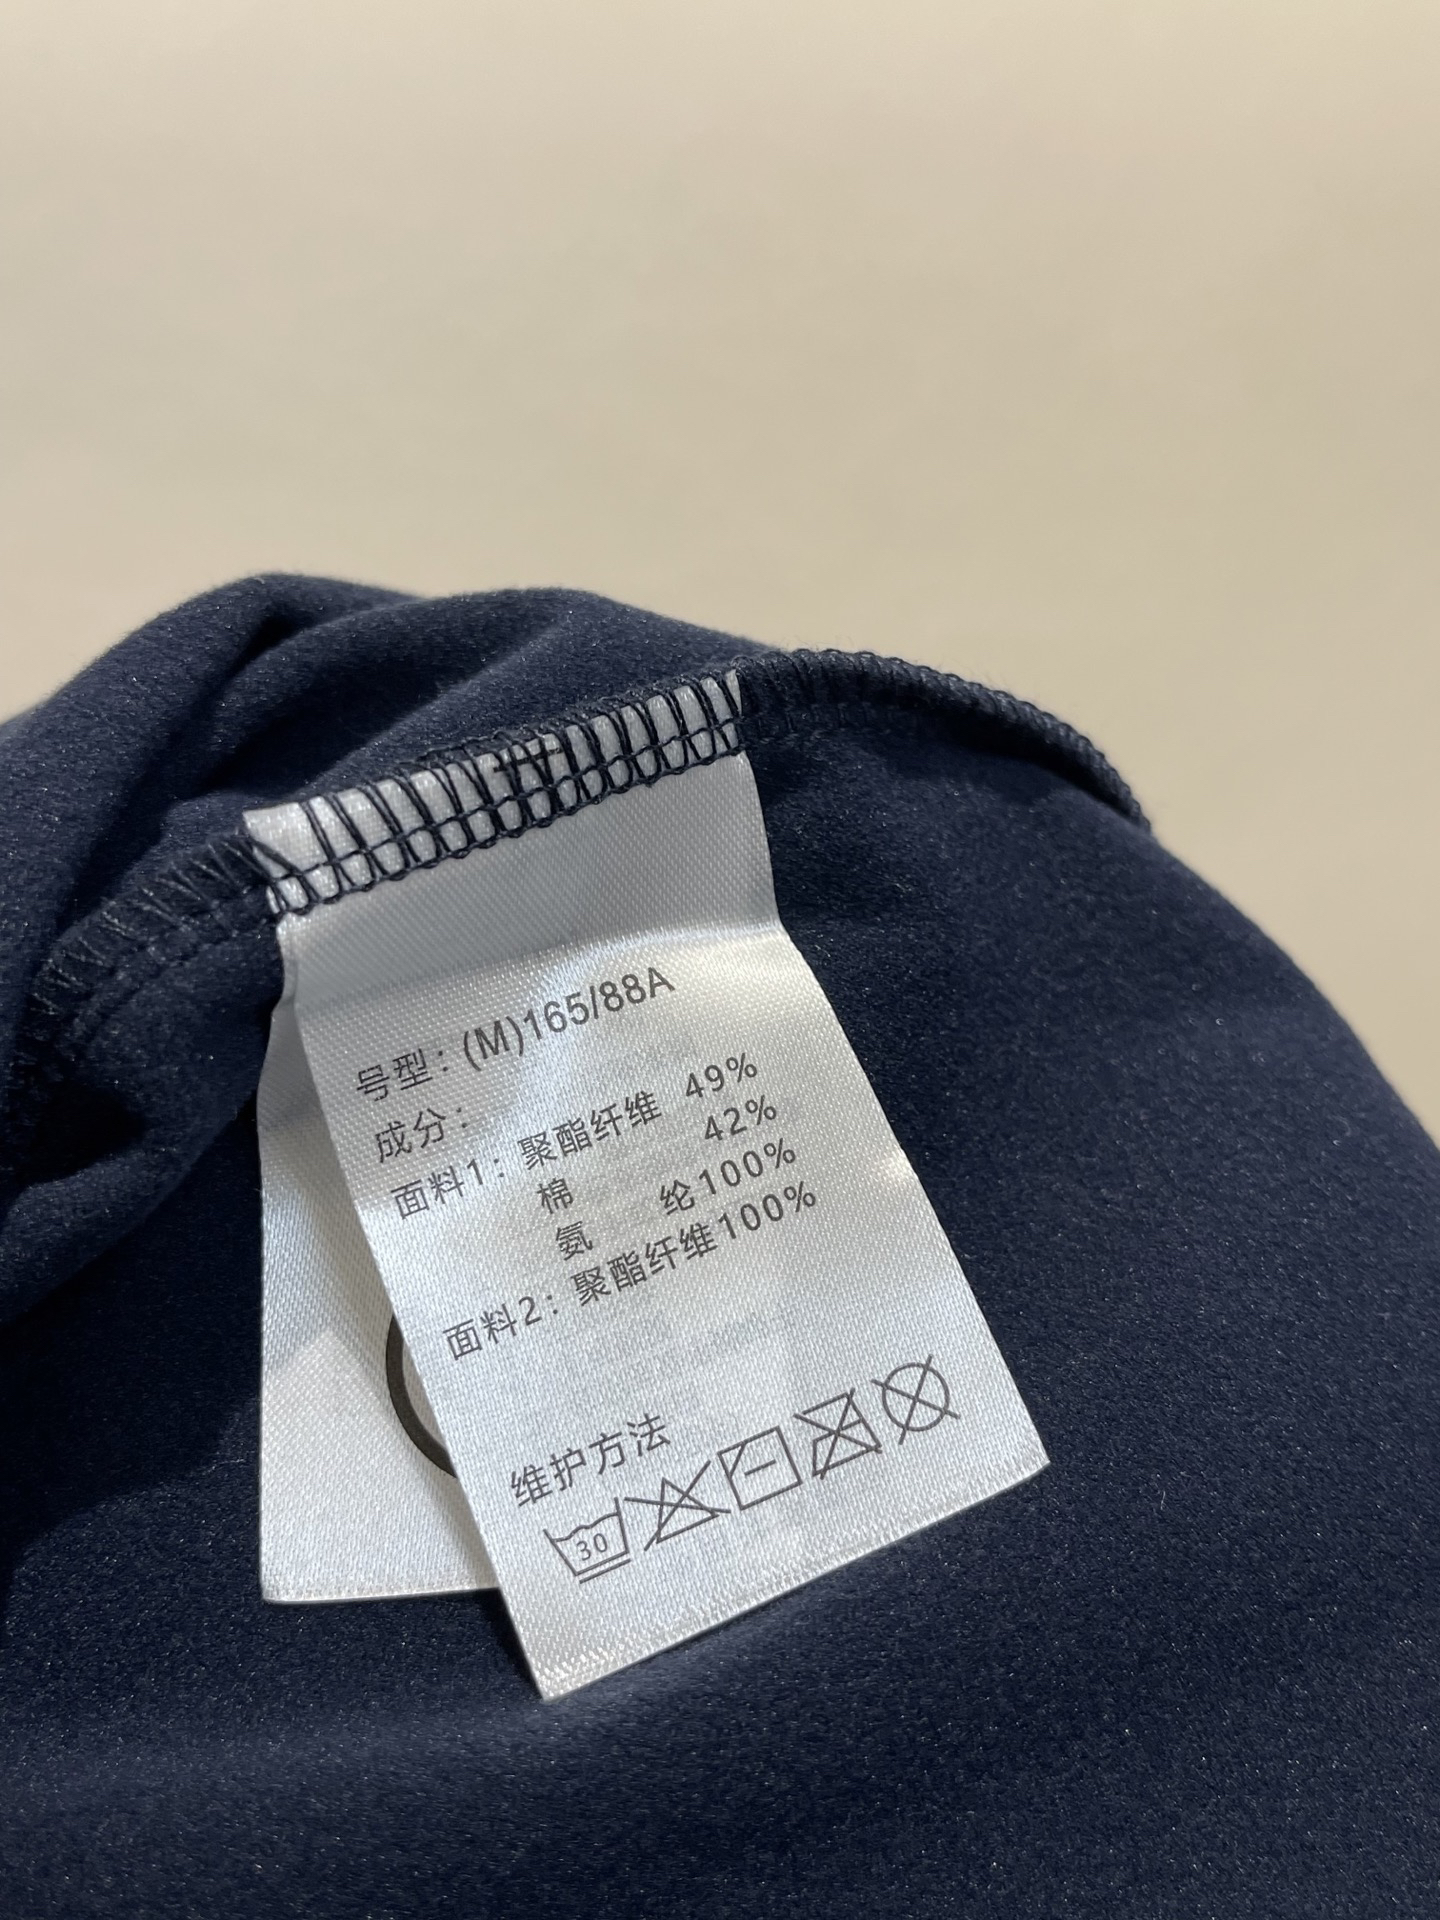 号型：(M)165/88A
成分：
面料1：聚酯纤维 49%
棉 42%
氨 纶100%
面料2：聚酯纤维100%
维护方法
30